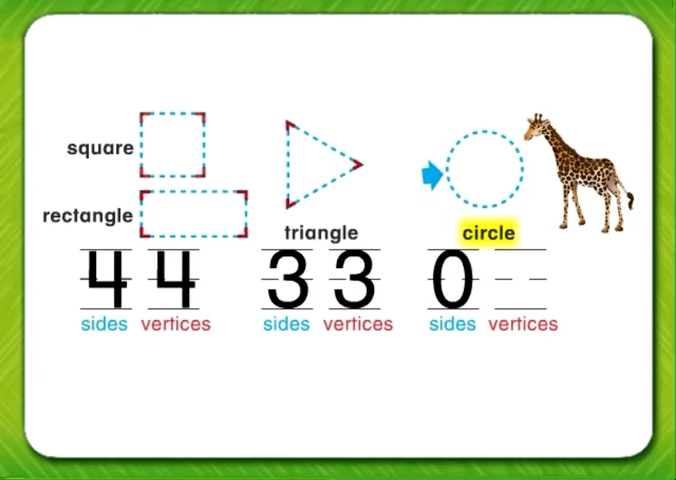 square
rectangle
4 4
sides vertices
triangle
3 3
sides vertices
circle
0
sides vertices